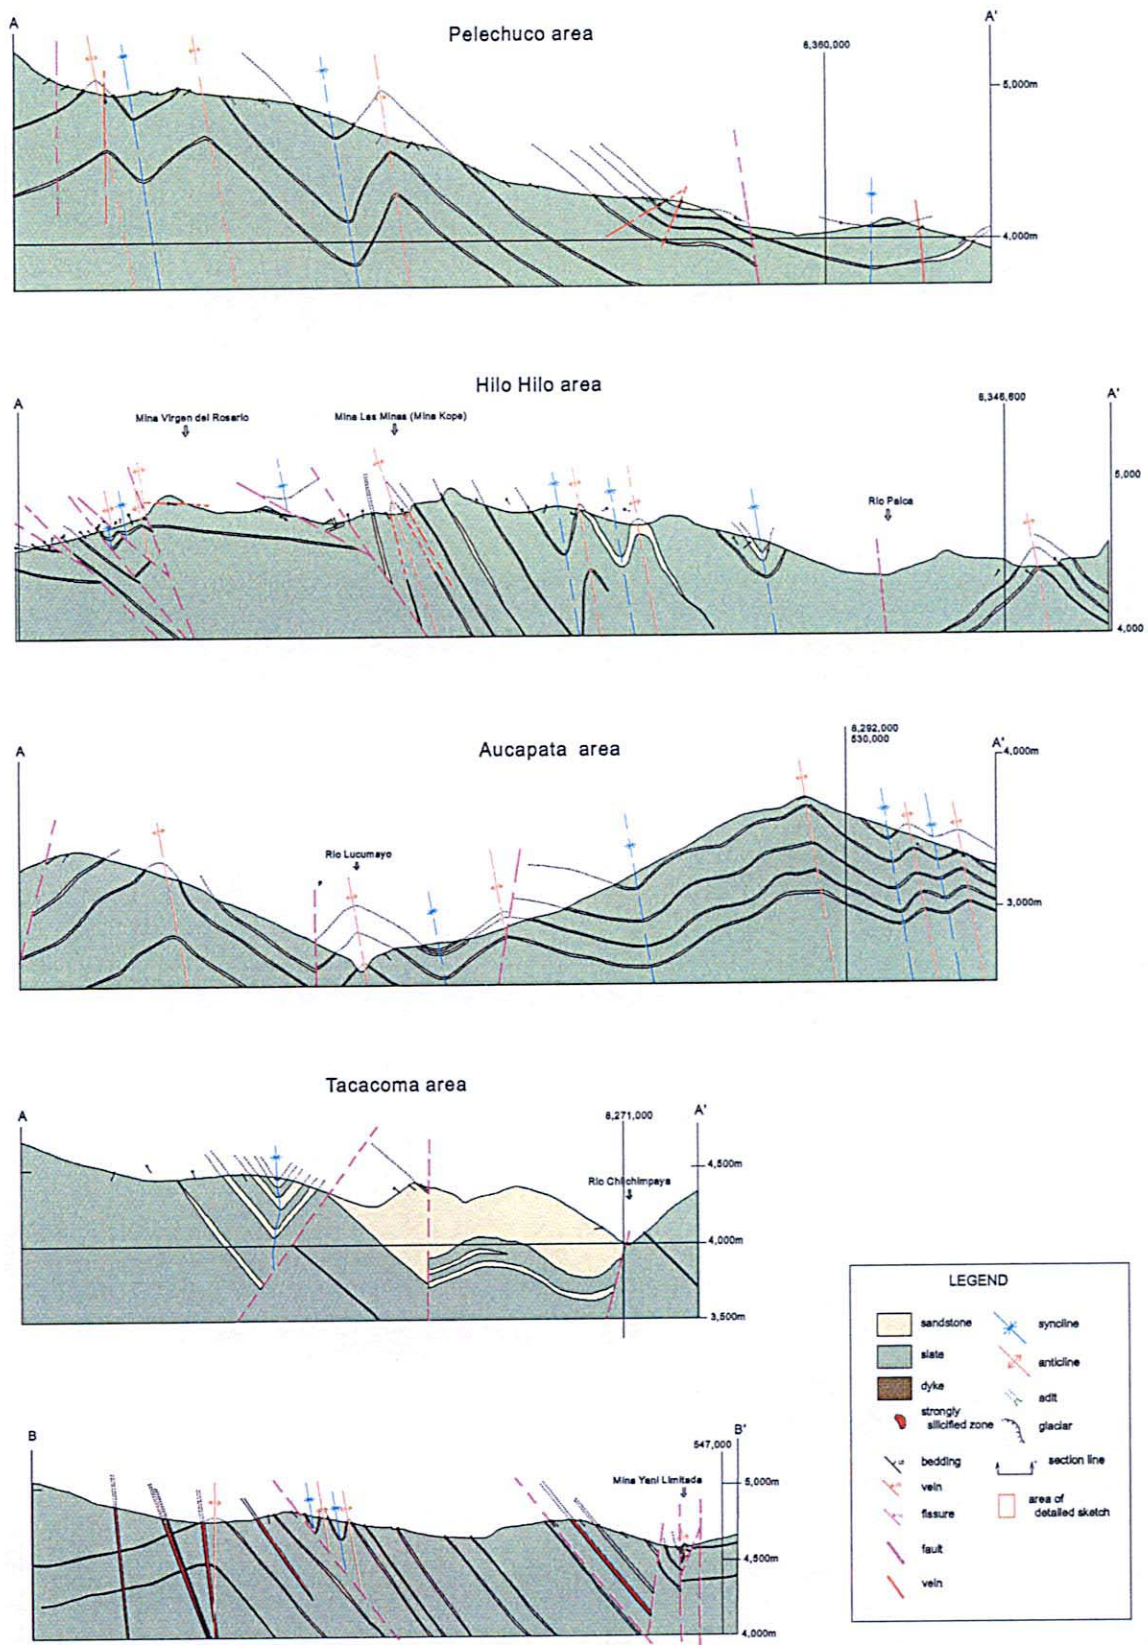 Pelechuco area
A
A'
8,360,000
5,000m
4,000m
Hilo Hilo area
A
Mina Virgen del Rosario
Mina Las Minas (Mina Kope)
8,346,600
A'
5,000
Rio Palca
4,000
Aucapata area
A
8,292,000
530,000
A'
4,000m
Rio Lucumayo
3,000m
Tacacoma area
A
8,271,000
A'
4,500m
Rio Chichimpaya
4,000m
3,500m
B
B'
547,000
Mina Yani Limitada
5,000m
4,500m
4,000m
LEGEND
sandstone
syncline
slate
anticline
dyke
adit
strongly
silicified zone
glaciar
bedding
section line
vein
area of
detailed sketch
fissure
fault
vein